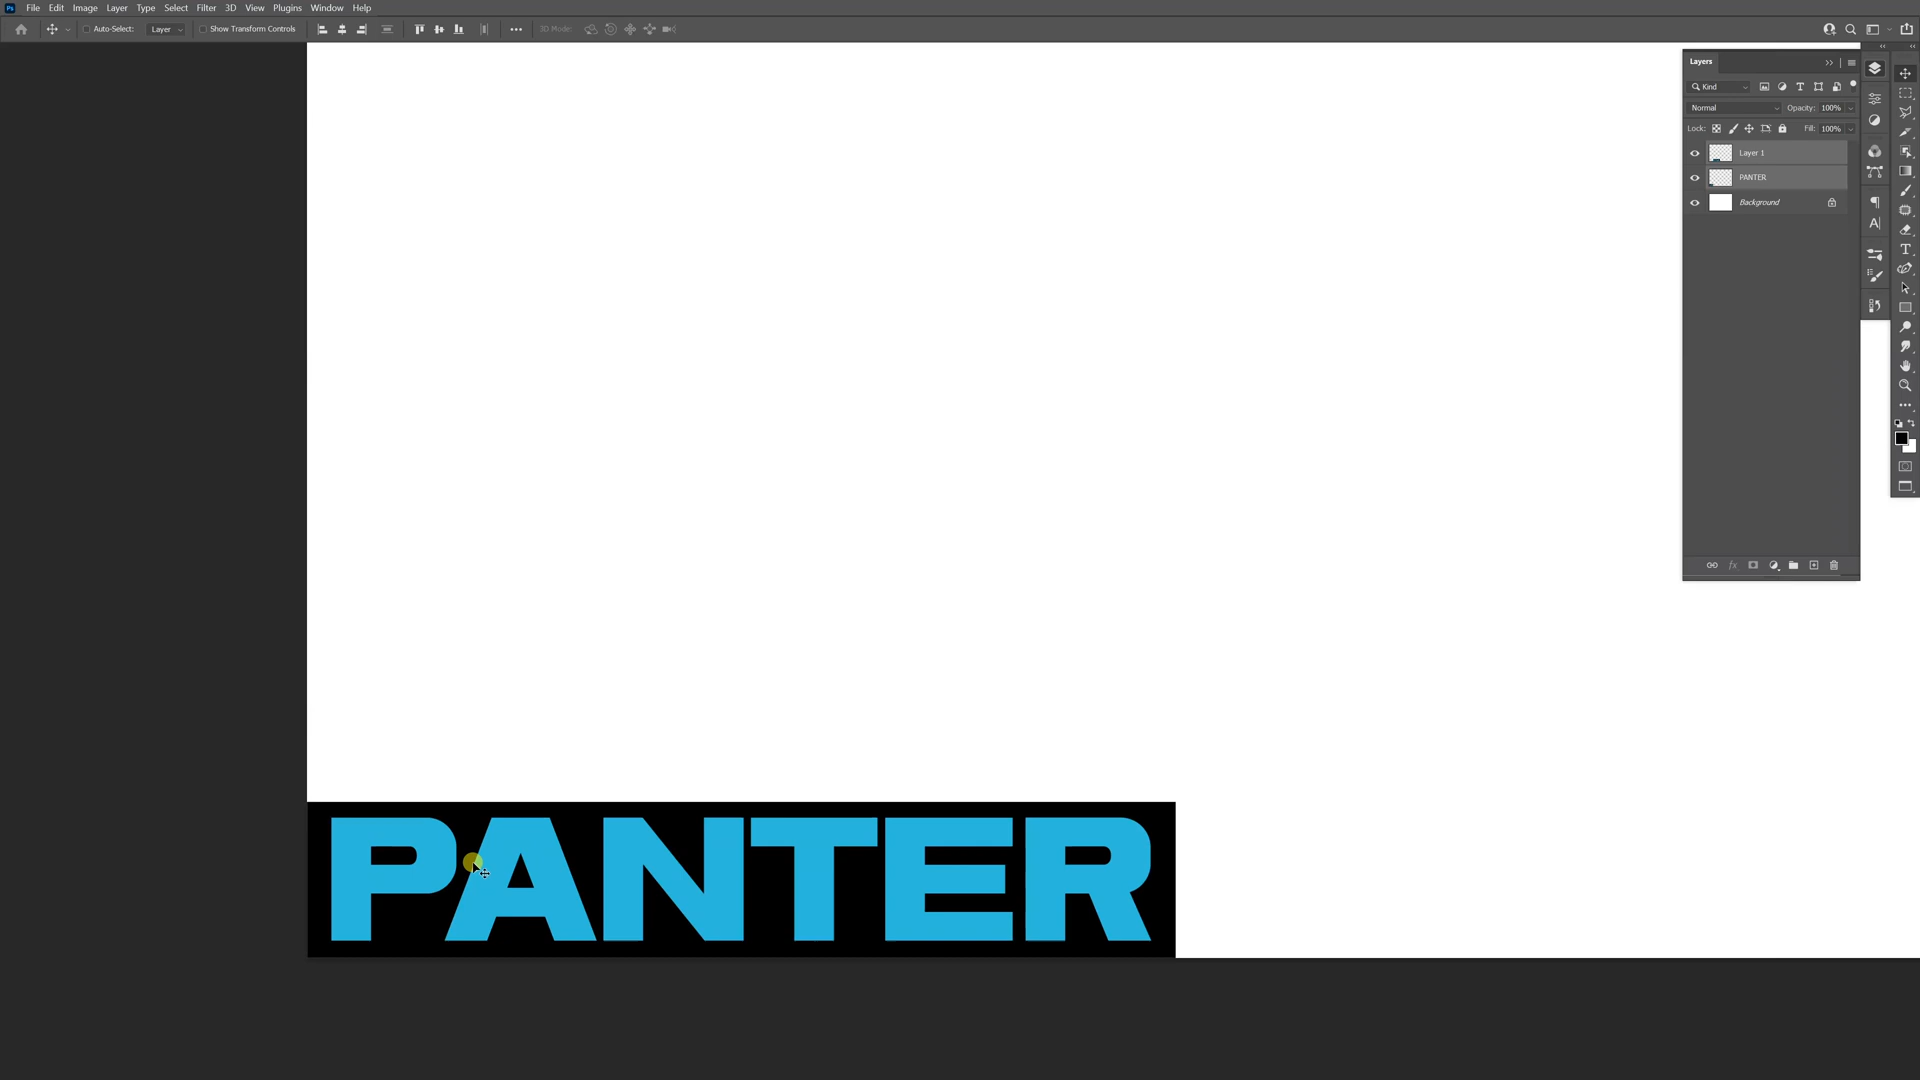 Ps File Edit Image Layer Type Select Filter 3D View Plugins Window Help
Auto-Select: Layer Show Transform Controls 3D Mode:
Layers
Kind
Normal Opacity: 100%
Lock: Fill: 100%
Layer 1
PANTER
Background
PANTER